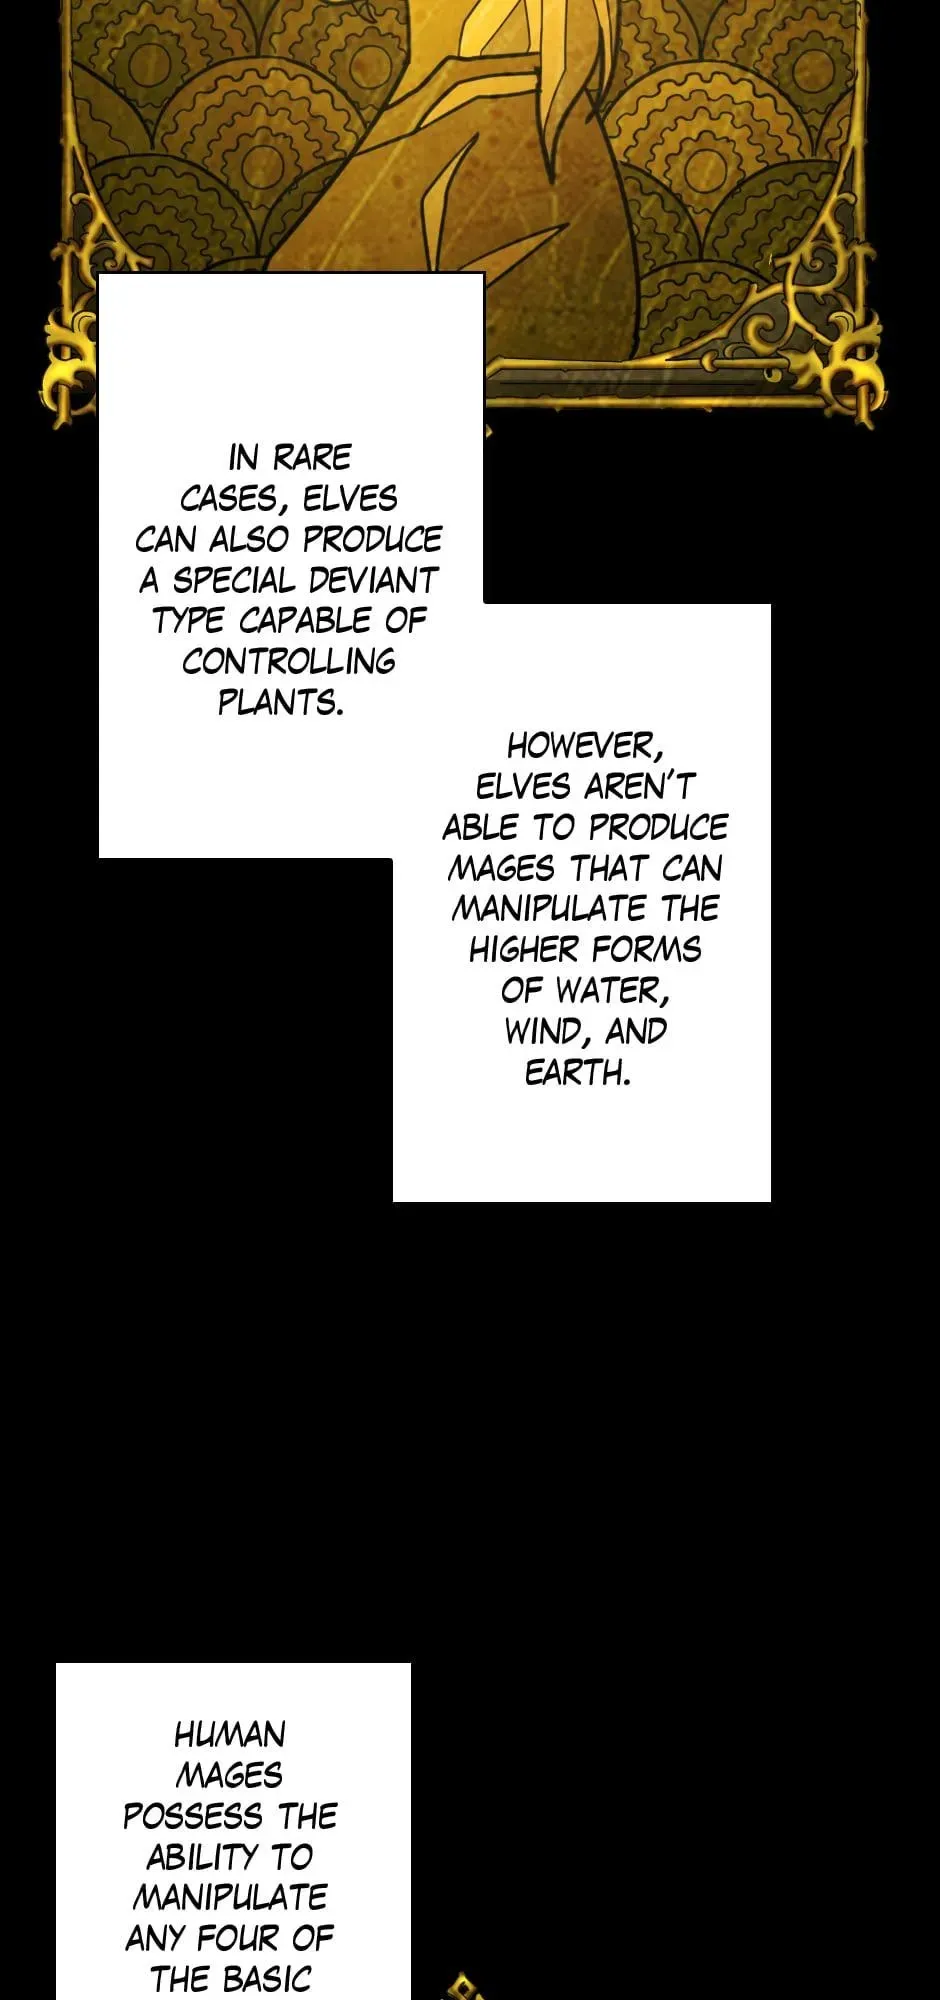 IN RARE
CASES, ELVES
CAN ALSO PRODUCE
A SPECIAL DEVIANT
TYPE CAPABLE OF
CONTROLLING
PLANTS.
HOWEVER,
ELVES AREN'T
ABLE TO PRODUCE
MAGES THAT CAN
MANIPULATE THE
HIGHER FORMS
OF WATER,
WIND, AND
EARTH.
HUMAN
MAGES
POSSESS THE
ABILITY TO
MANIPULATE
ANY FOUR OF
THE BASIC